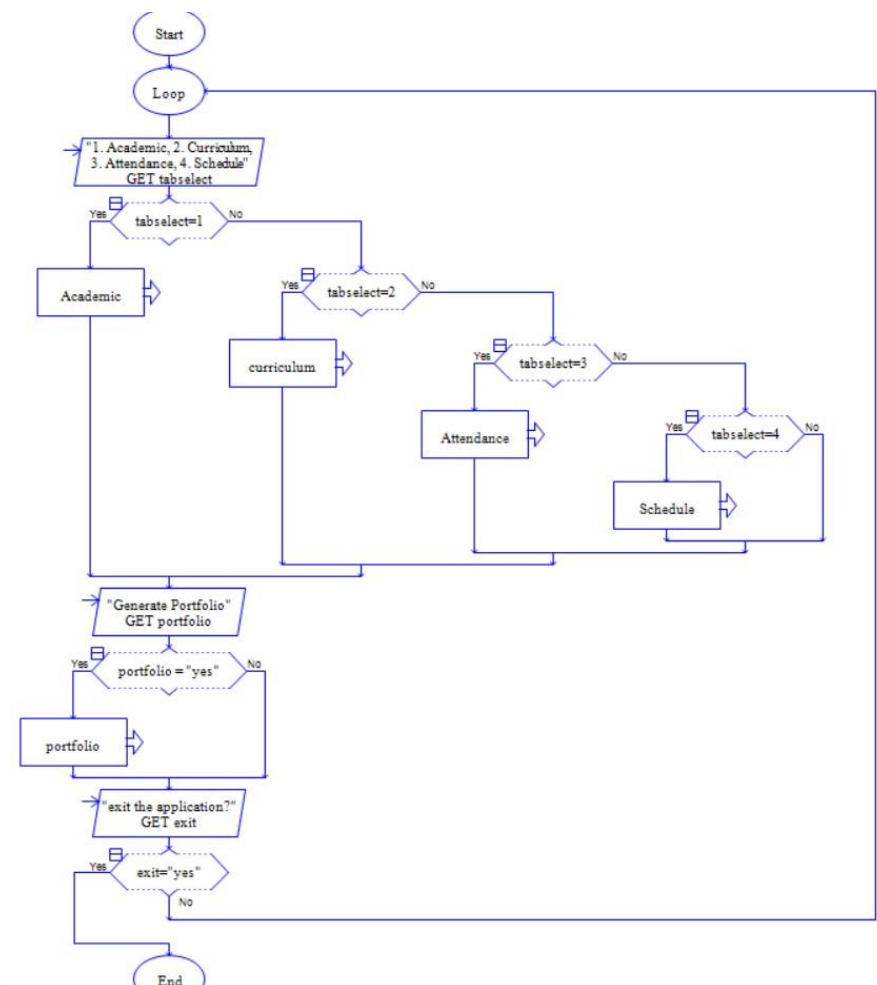 Start
Loop
"1. Academic, 2. Curriculum,
3. Attendance, 4. Schedule"
GET tabselect
Yes
tabselect=1
No
Academic
Yes
tabselect=2
No
curriculum
Yes
tabselect=3
No
Attendance
Yes
tabselect=4
No
Schedule
"Generate Portfolio"
GET portfolio
Yes
portfolio = "yes"
No
portfolio
"exit the application?"
GET exit
Yes
exit="yes"
No
End